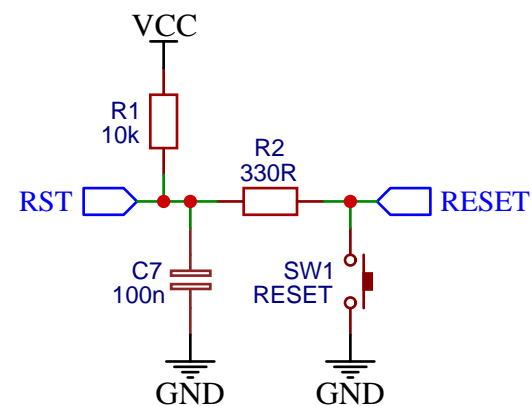 VCC
R1
10k
R2
330R
RST
RESET
C7
100n
SW1
RESET
GND
GND